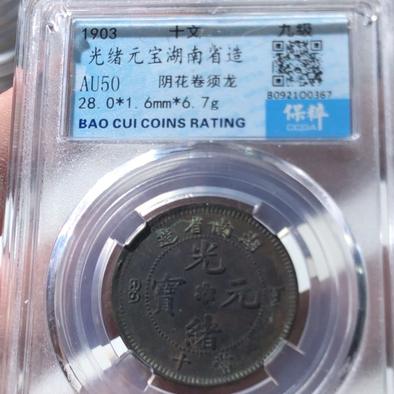 1903 十文 九级
光绪元宝湖南省造
AU50 阴花卷须龙
28.0*1.6mm*6.7g
B092100367
BAO CUI COINS RATING
保粹
CCGA
造省南湖
光
寶 元
緒
十